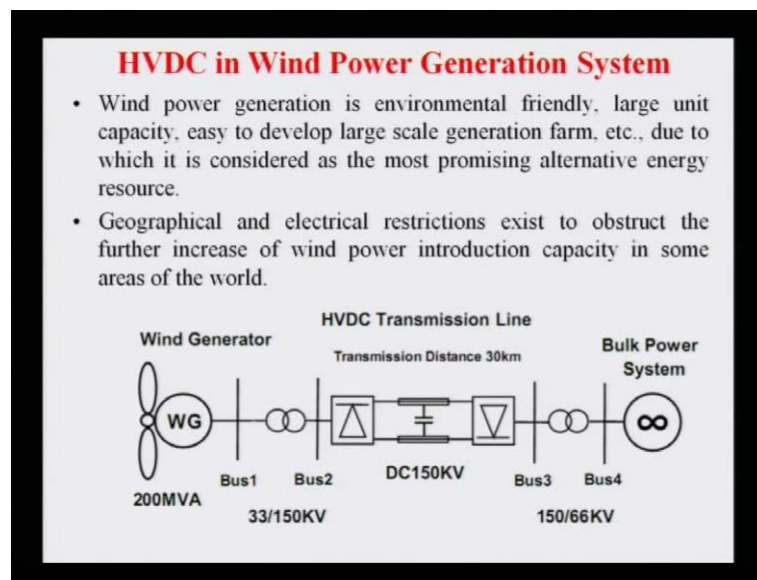 HVDC in Wind Power Generation System
• Wind power generation is environmental friendly, large unit
capacity, easy to develop large scale generation farm, etc., due to
which it is considered as the most promising alternative energy
resource.
• Geographical and electrical restrictions exist to obstruct the
further increase of wind power introduction capacity in some
areas of the world.
HVDC Transmission Line
Wind Generator
Transmission Distance 30km
Bulk Power
System
WG
∞
Bus1
Bus2
DC150KV
Bus3
Bus4
200MVA
33/150KV
150/66KV